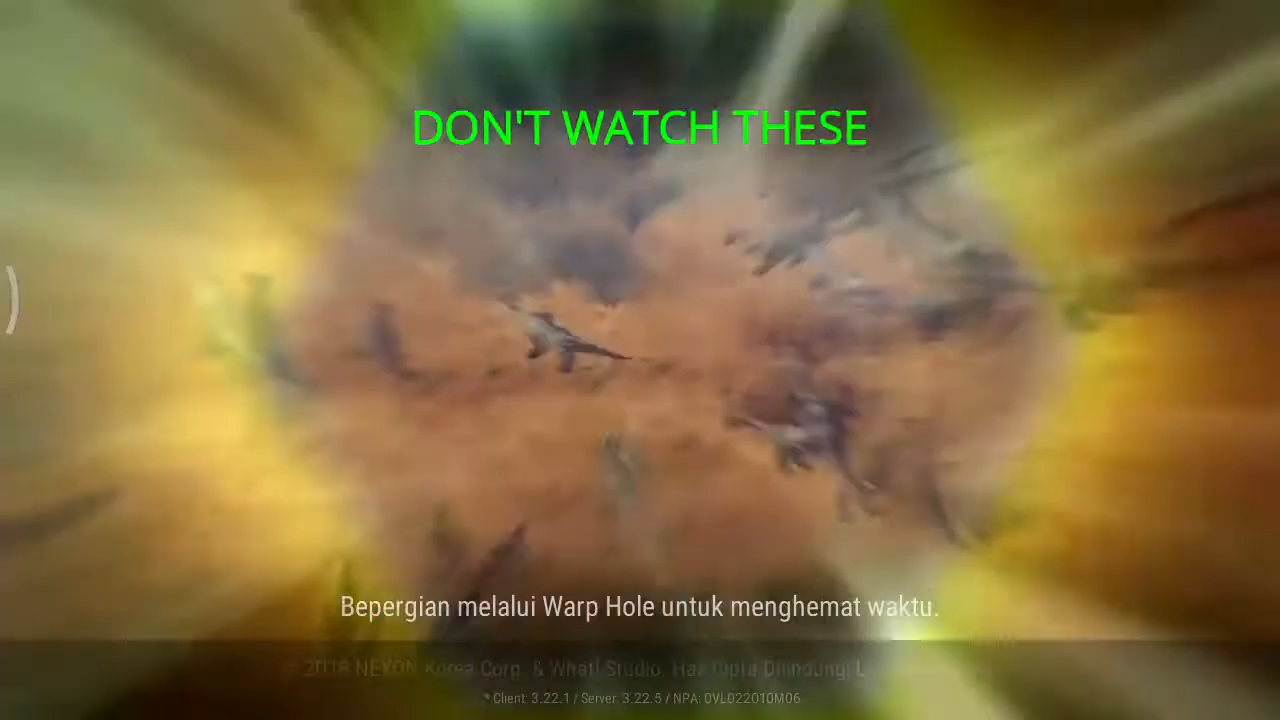 DON'T WATCH THESE
Bepergian melalui Warp Hole untuk menghemat waktu.
© 2018 NEXON Korea Corp. & What! Studio. Hak Cipta Dilindungi
* Client: 3.22.1 / Server: 3.22.5 / NPA: 0VL022010M06